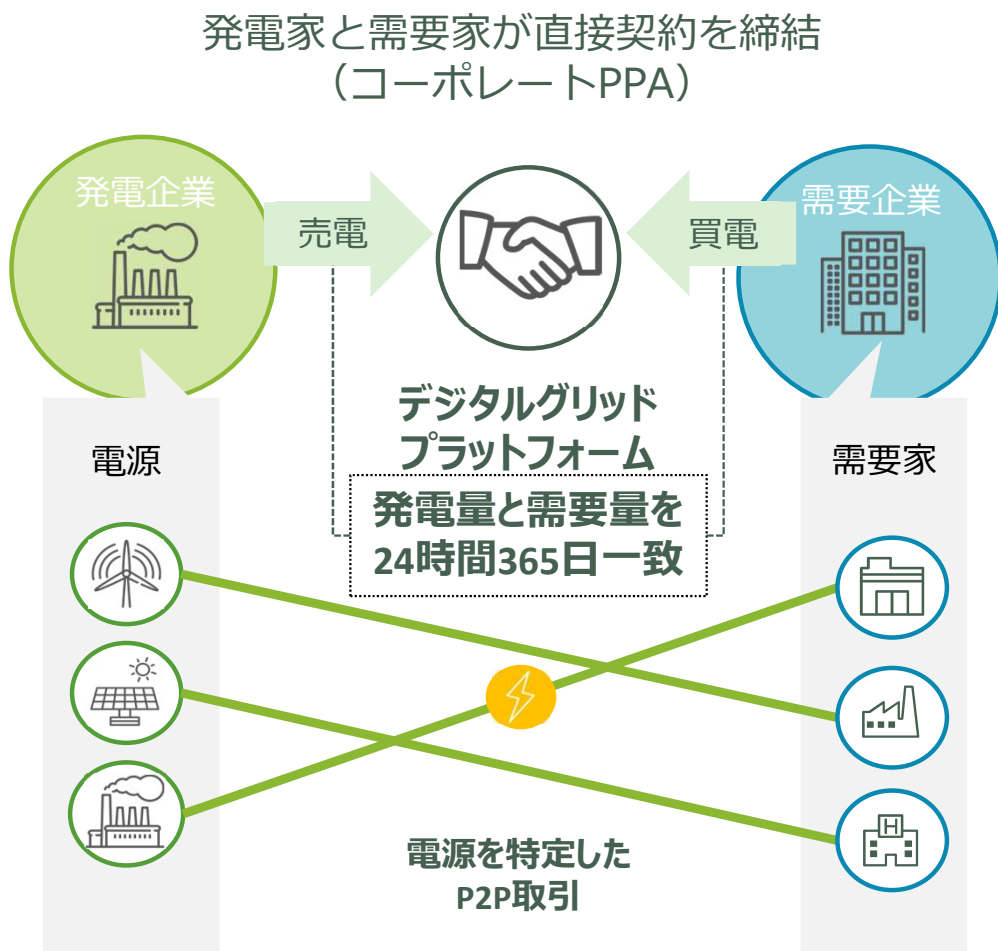 発電家と需要家が直接契約を締結
（コーポレートPPA）
発電企業
売電
買電
需要企業
デジタルグリッド
プラットフォーム
発電量と需要量を
24時間365日一致
電源
需要家
H
電源を特定した
P2P取引